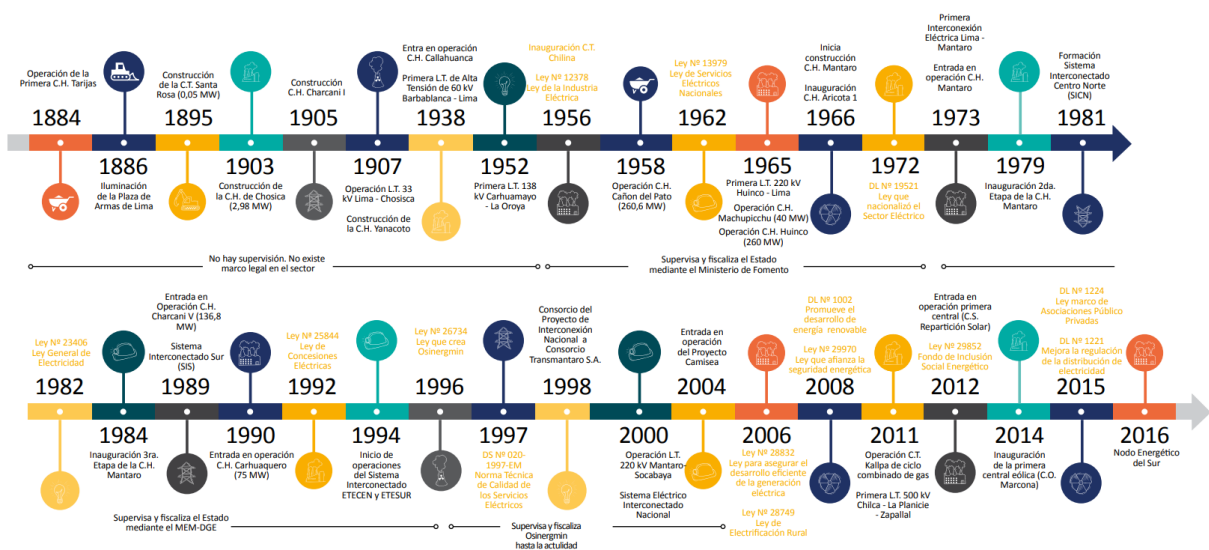 Operación de la
Primera C.H. Tarijas
1884
1886
Iluminación
de la Plaza de
Armas de Lima
Construcción
de la C.T. Santa
Rosa (0,05 MW)
1895
1903
Construcción de
la C.H. de Chosica
(2,98 MW)
Construcción
C.H. Charcani I
1905
1907
Operación L.T. 33
kV Lima - Chosisca
Construcción de
la C.H. Yanacoto
Entra en operación
C.H. Callahuanca
Primera L.T. de Alta
Tensión de 60 kV
Barbablanca - Lima
1938
1952
Primera L.T. 138
kV Carhuamayo -
La Oroya
Inauguración C.T.
Chilina
Ley Nº 12378
Ley de la Industria
Eléctrica
1956
1958
Operación C.H.
Cañon del Pato
(260,6 MW)
Ley Nº 13979
Ley de Servicios
Eléctricos
Nacionales
1962
1965
Primera L.T. 220 kV
Huinco - Lima
Operación C.H.
Machupicchu (40 MW)
Operación C.H. Huinco
(260 MW)
Inicia
construcción
C.H. Mantaro
Inauguración
C.H. Aricota 1
1966
1972
DL Nº 19521
Ley que
nacionalizó el
Sector Eléctrico
Primera
Interconexión
Eléctrica Lima -
Mantaro
Entrada en
operación C.H.
Mantaro
1973
1979
Inauguración 2da.
Etapa de la C.H.
Mantaro
Formación
Sistema
Interconectado
Centro Norte
(SICN)
1981
No hay supervisión. No existe
marco legal en el sector
Supervisa y fiscaliza el Estado
mediante el Ministerio de Fomento
Ley Nº 23406
Ley General de
Electricidad
1982
1984
Inauguración 3ra.
Etapa de la C.H.
Mantaro
Entrada en
Operación C.H.
Charcani V (136,8
MW)
Sistema
Interconectado Sur
(SIS)
1989
1990
Entrada en operación
C.H. Carhuaquero
(75 MW)
Ley Nº 25844
Ley de
Concesiones
Eléctricas
1992
1994
Inicio de
operaciones del
Sistema
Interconectado
ETECEN y ETESUR
Ley Nº 26734
Ley que crea
Osinergmin
1996
1997
DS Nº 020-
1997-EM
Norma Técnica
de Calidad de
los Servicios
Eléctricos
Consorcio del
Proyecto de
Interconexión
Nacional a
Consorcio
Transmantaro S.A.
1998
2000
Operación L.T.
220 kV Mantaro-
Socabaya
Sistema Eléctrico
Interconectado
Nacional
Entrada en
operación
del Proyecto
Camisea
2004
2006
Ley Nº 28832
Ley para asegurar el
desarrollo eficiente
de la generación
eléctrica
Ley Nº 28749
Ley de
Electrificación Rural
DL Nº 1002
Promueve el
desarrollo de
energía renovable
Ley Nº 29970
Ley que afianza la
seguridad energética
2008
2011
Operación C.T.
Kallpa de ciclo
combinado de gas
Primera L.T. 500 kV
Chilca - La Planicie
- Zapallal
Entrada en
operación primera
central (C.S.
Repartición Solar)
Ley Nº 29852
Fondo de Inclusión
Social Energético
2012
2014
Inauguración
de la primera
central eólica (C.O.
Marcona)
DL Nº 1224
Ley marco de
Asociaciones Público
Privadas
DL Nº 1221
Mejora la regulación
de la distribución de
electricidad
2015
2016
Nodo Energético
del Sur
Supervisa y fiscaliza el Estado
mediante el MEM-DGE
Supervisa y fiscaliza
Osinergmin
hasta la actulidad